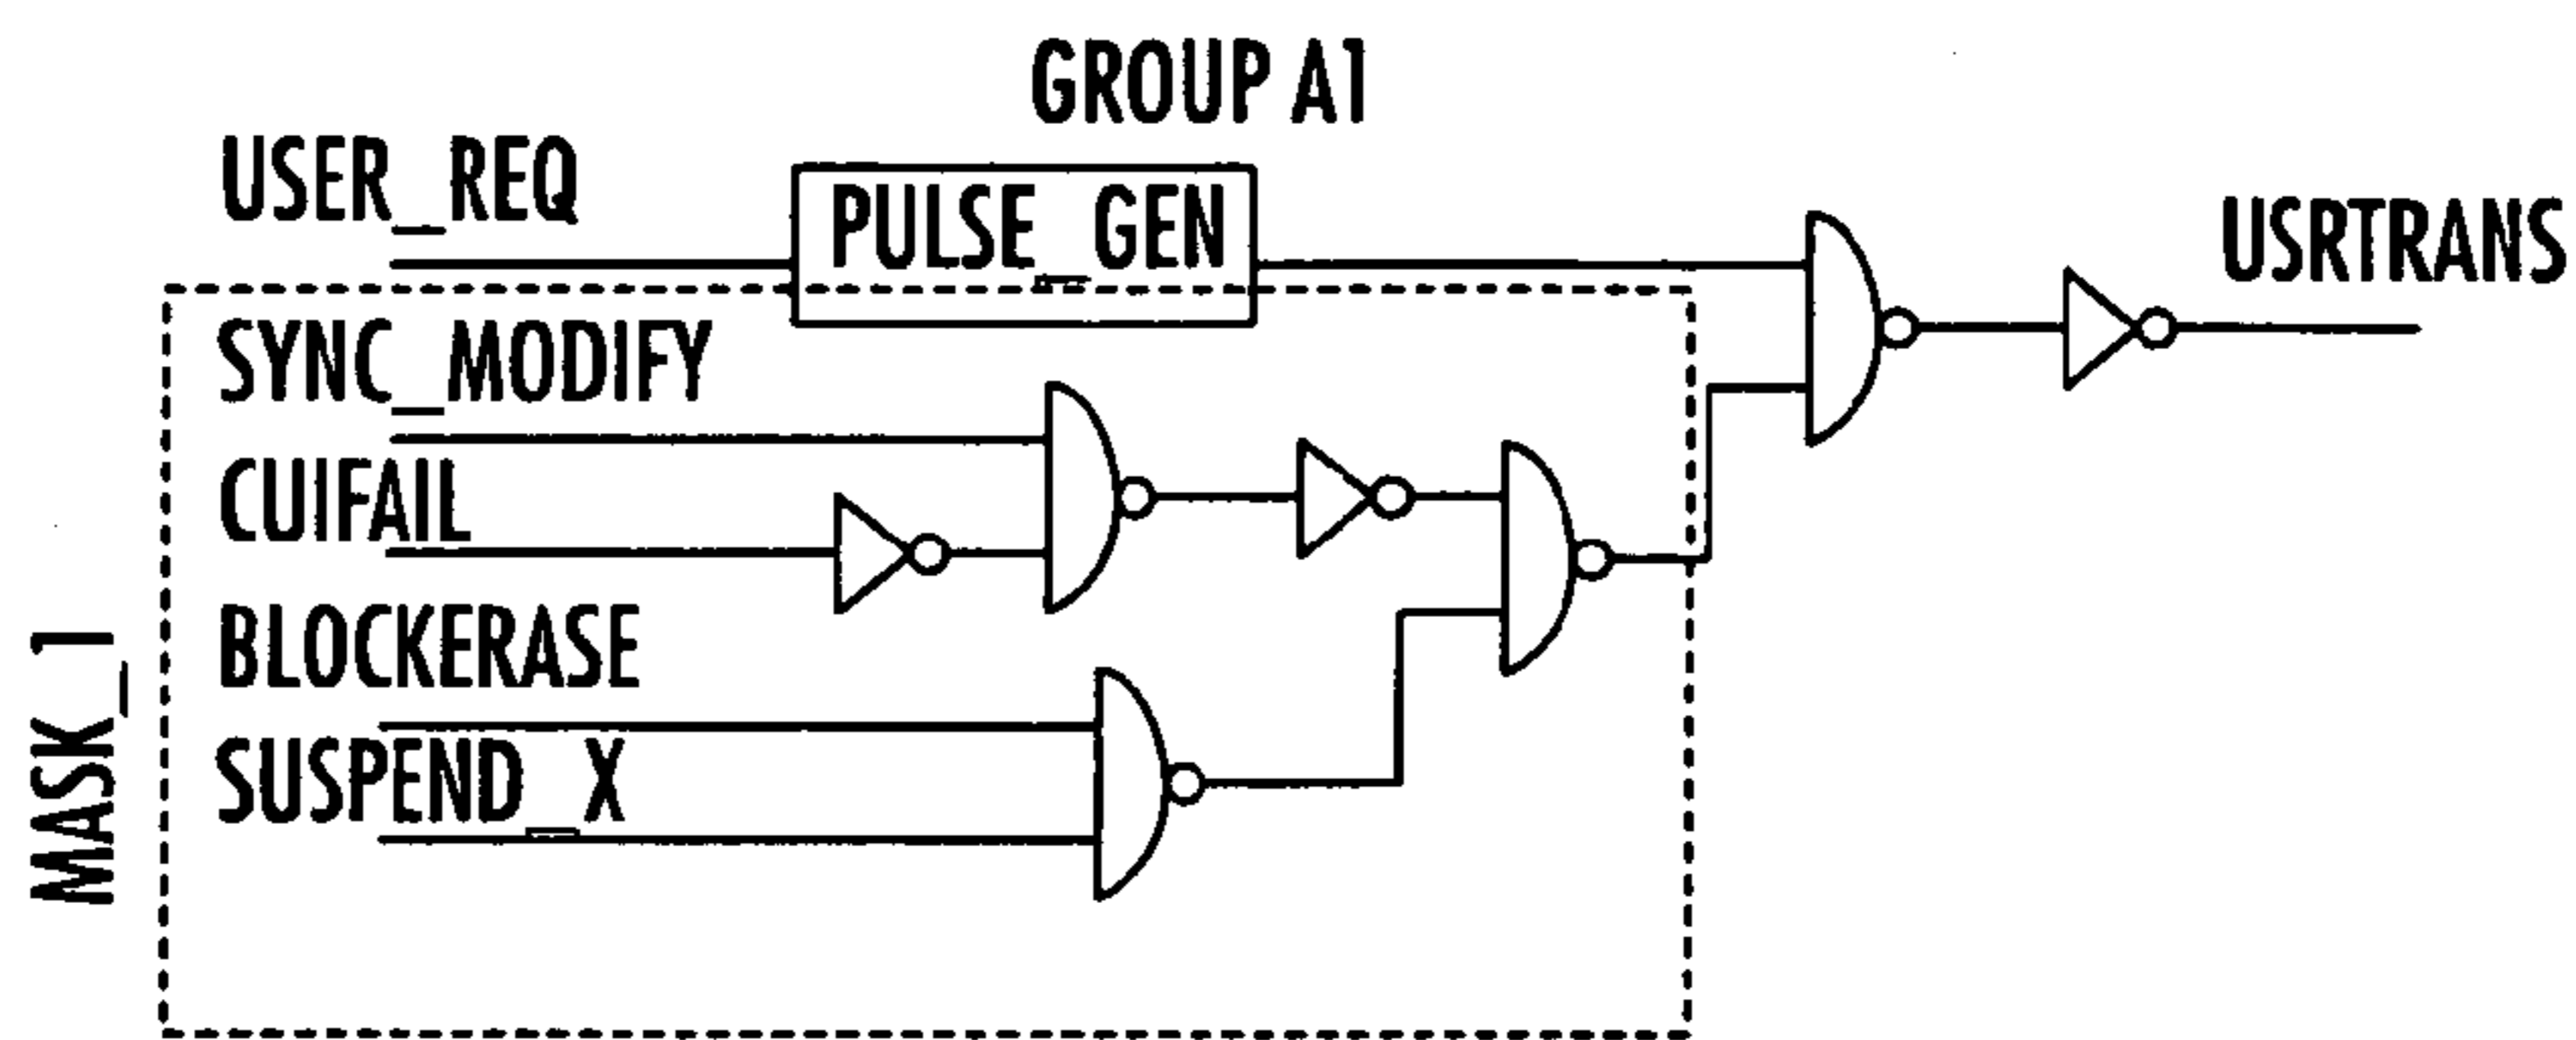 GROUP A1
USER_REQ
PULSE_GEN
USRTRANS
SYNC_MODIFY
CUIFAIL
BLOCKERASE
SUSPEND_X
MASK_1